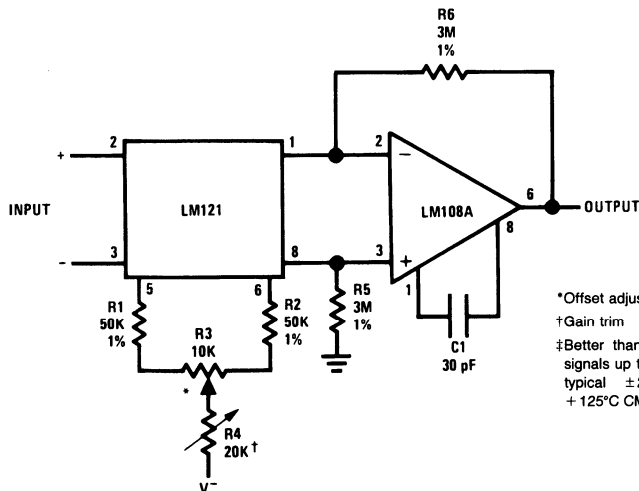 R6
3M
1%
2
1
2
6
+
−
INPUT
LM121
LM108A
OUTPUT
8
-
3
8
3
+
1
5
6
R1
50K
1%
R2
50K
1%
R3
10K
*
R5
3M
1%
C1
30 pF
R4
20K†
V−
*Offset adjus
†Gain trim
‡Better than
signals up t
typical ±2
+125°C CM